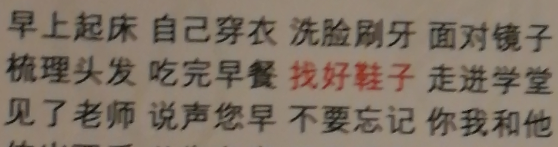 早上起床 自己穿衣 洗脸刷牙 面对镜子
梳理头发 吃完早餐 找好鞋子 走进学堂
见了老师 说声您早 不要忘记 你我和他